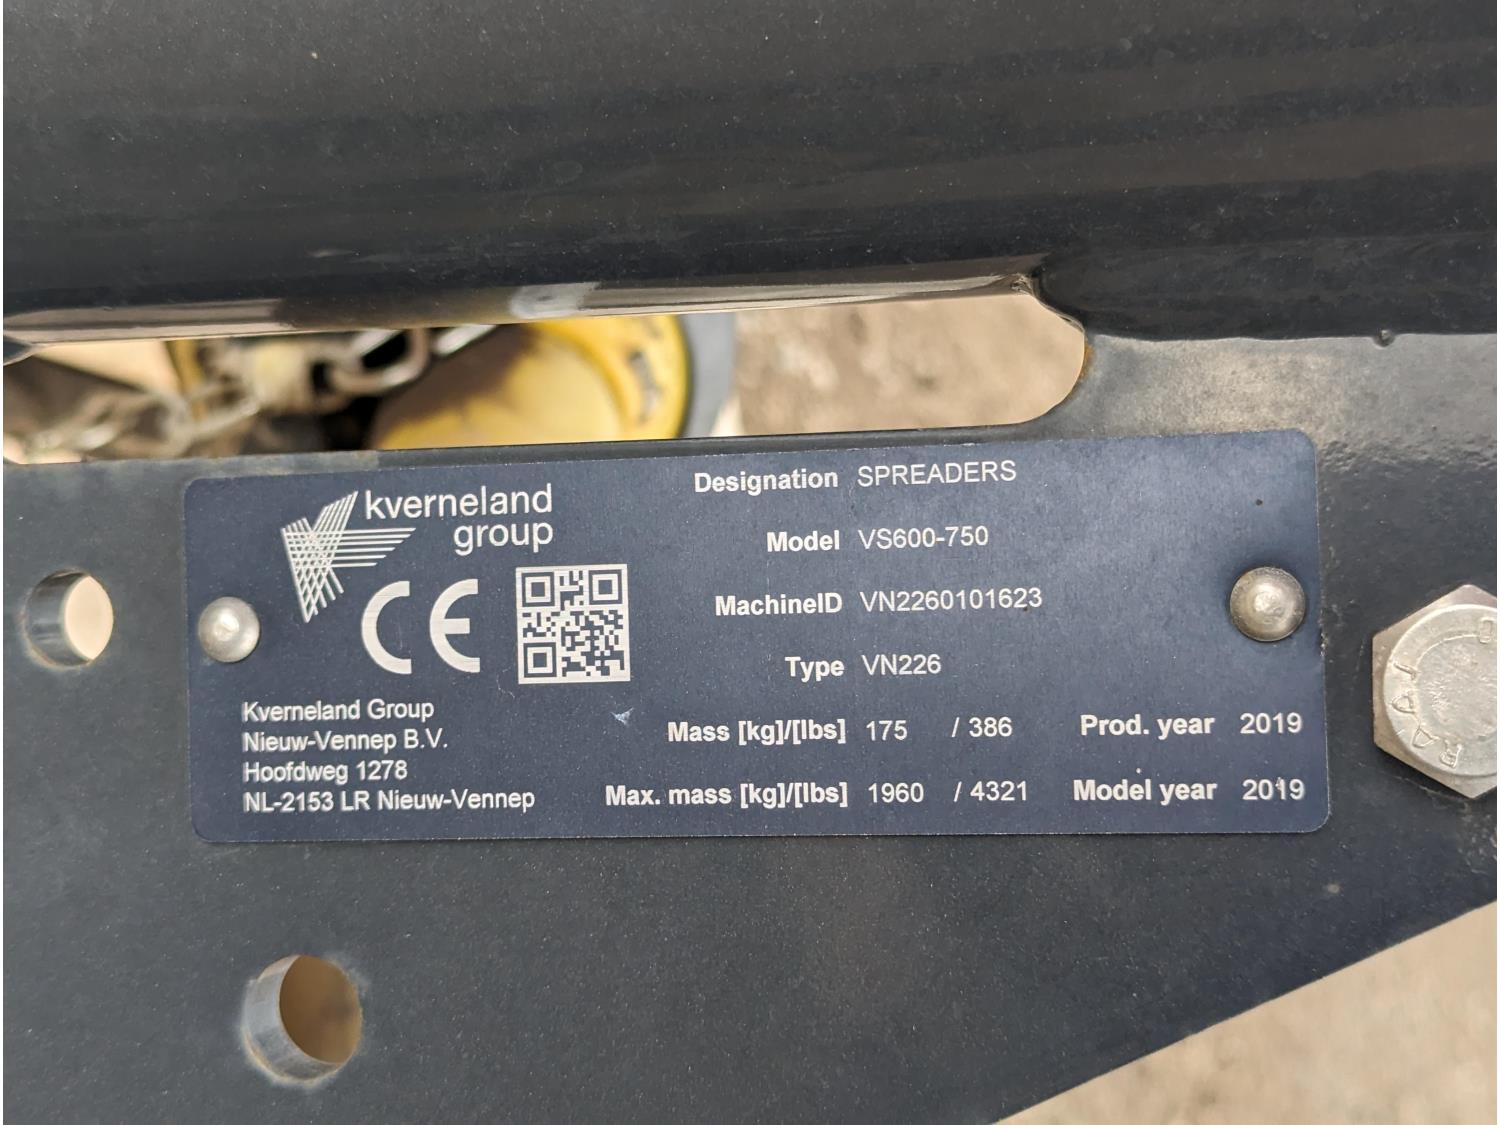 kverneland
group
CE
Kverneland Group
Nieuw-Vennep B.V.
Hoofdweg 1278
NL-2153 LR Nieuw-Vennep
Designation SPREADERS
Model VS600-750
MachineID VN2260101623
Type VN226
Mass [kg]/[lbs] 175 / 386 Prod. year 2019
Max. mass [kg]/[lbs] 1960 / 4321 Model year 2019